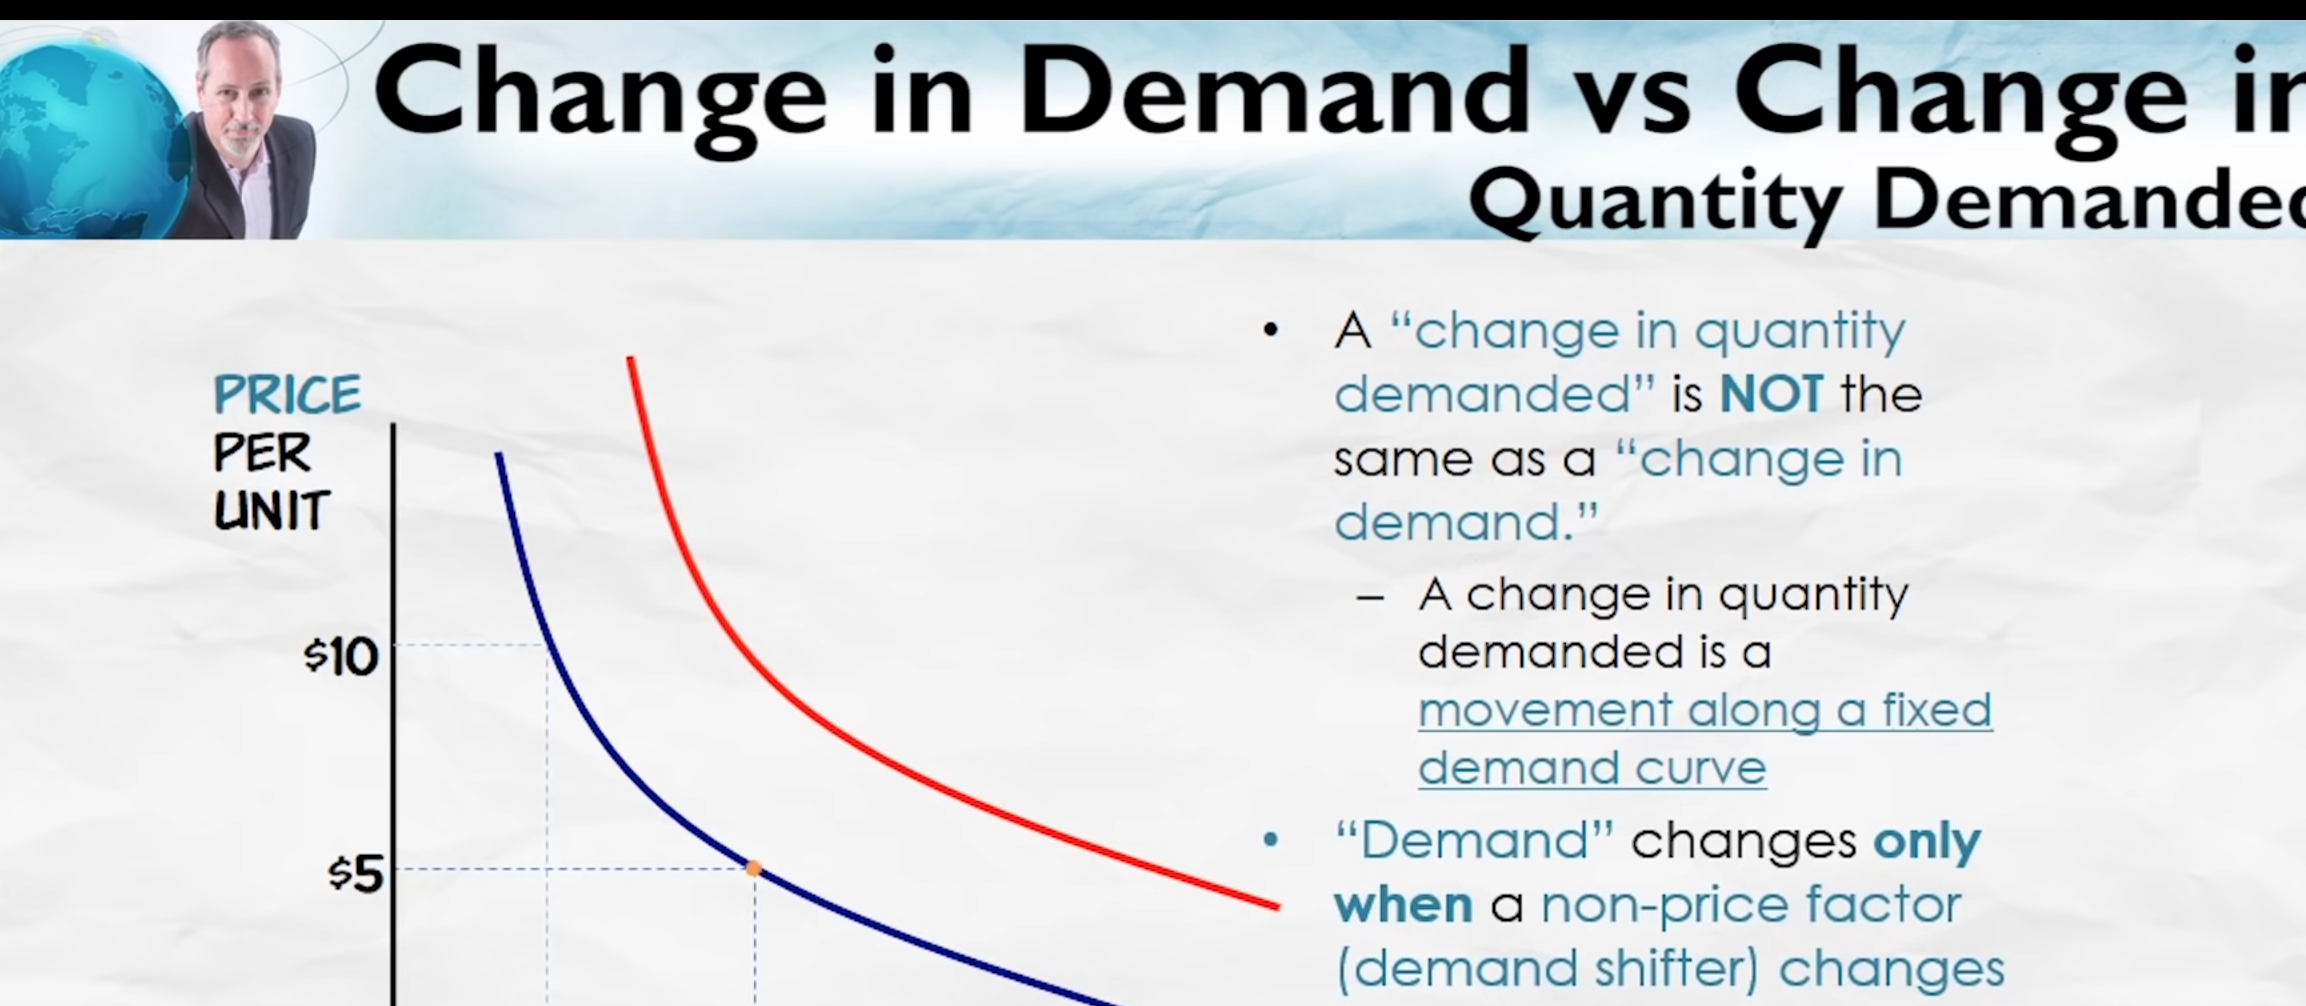 Change in Demand vs Change in
Quantity Demanded
PRICE
PER
UNIT
$10
$5
• A “change in quantity
demanded” is NOT the
same as a “change in
demand.”
– A change in quantity
demanded is a
movement along a fixed
demand curve
• “Demand” changes only
when a non-price factor
(demand shifter) changes